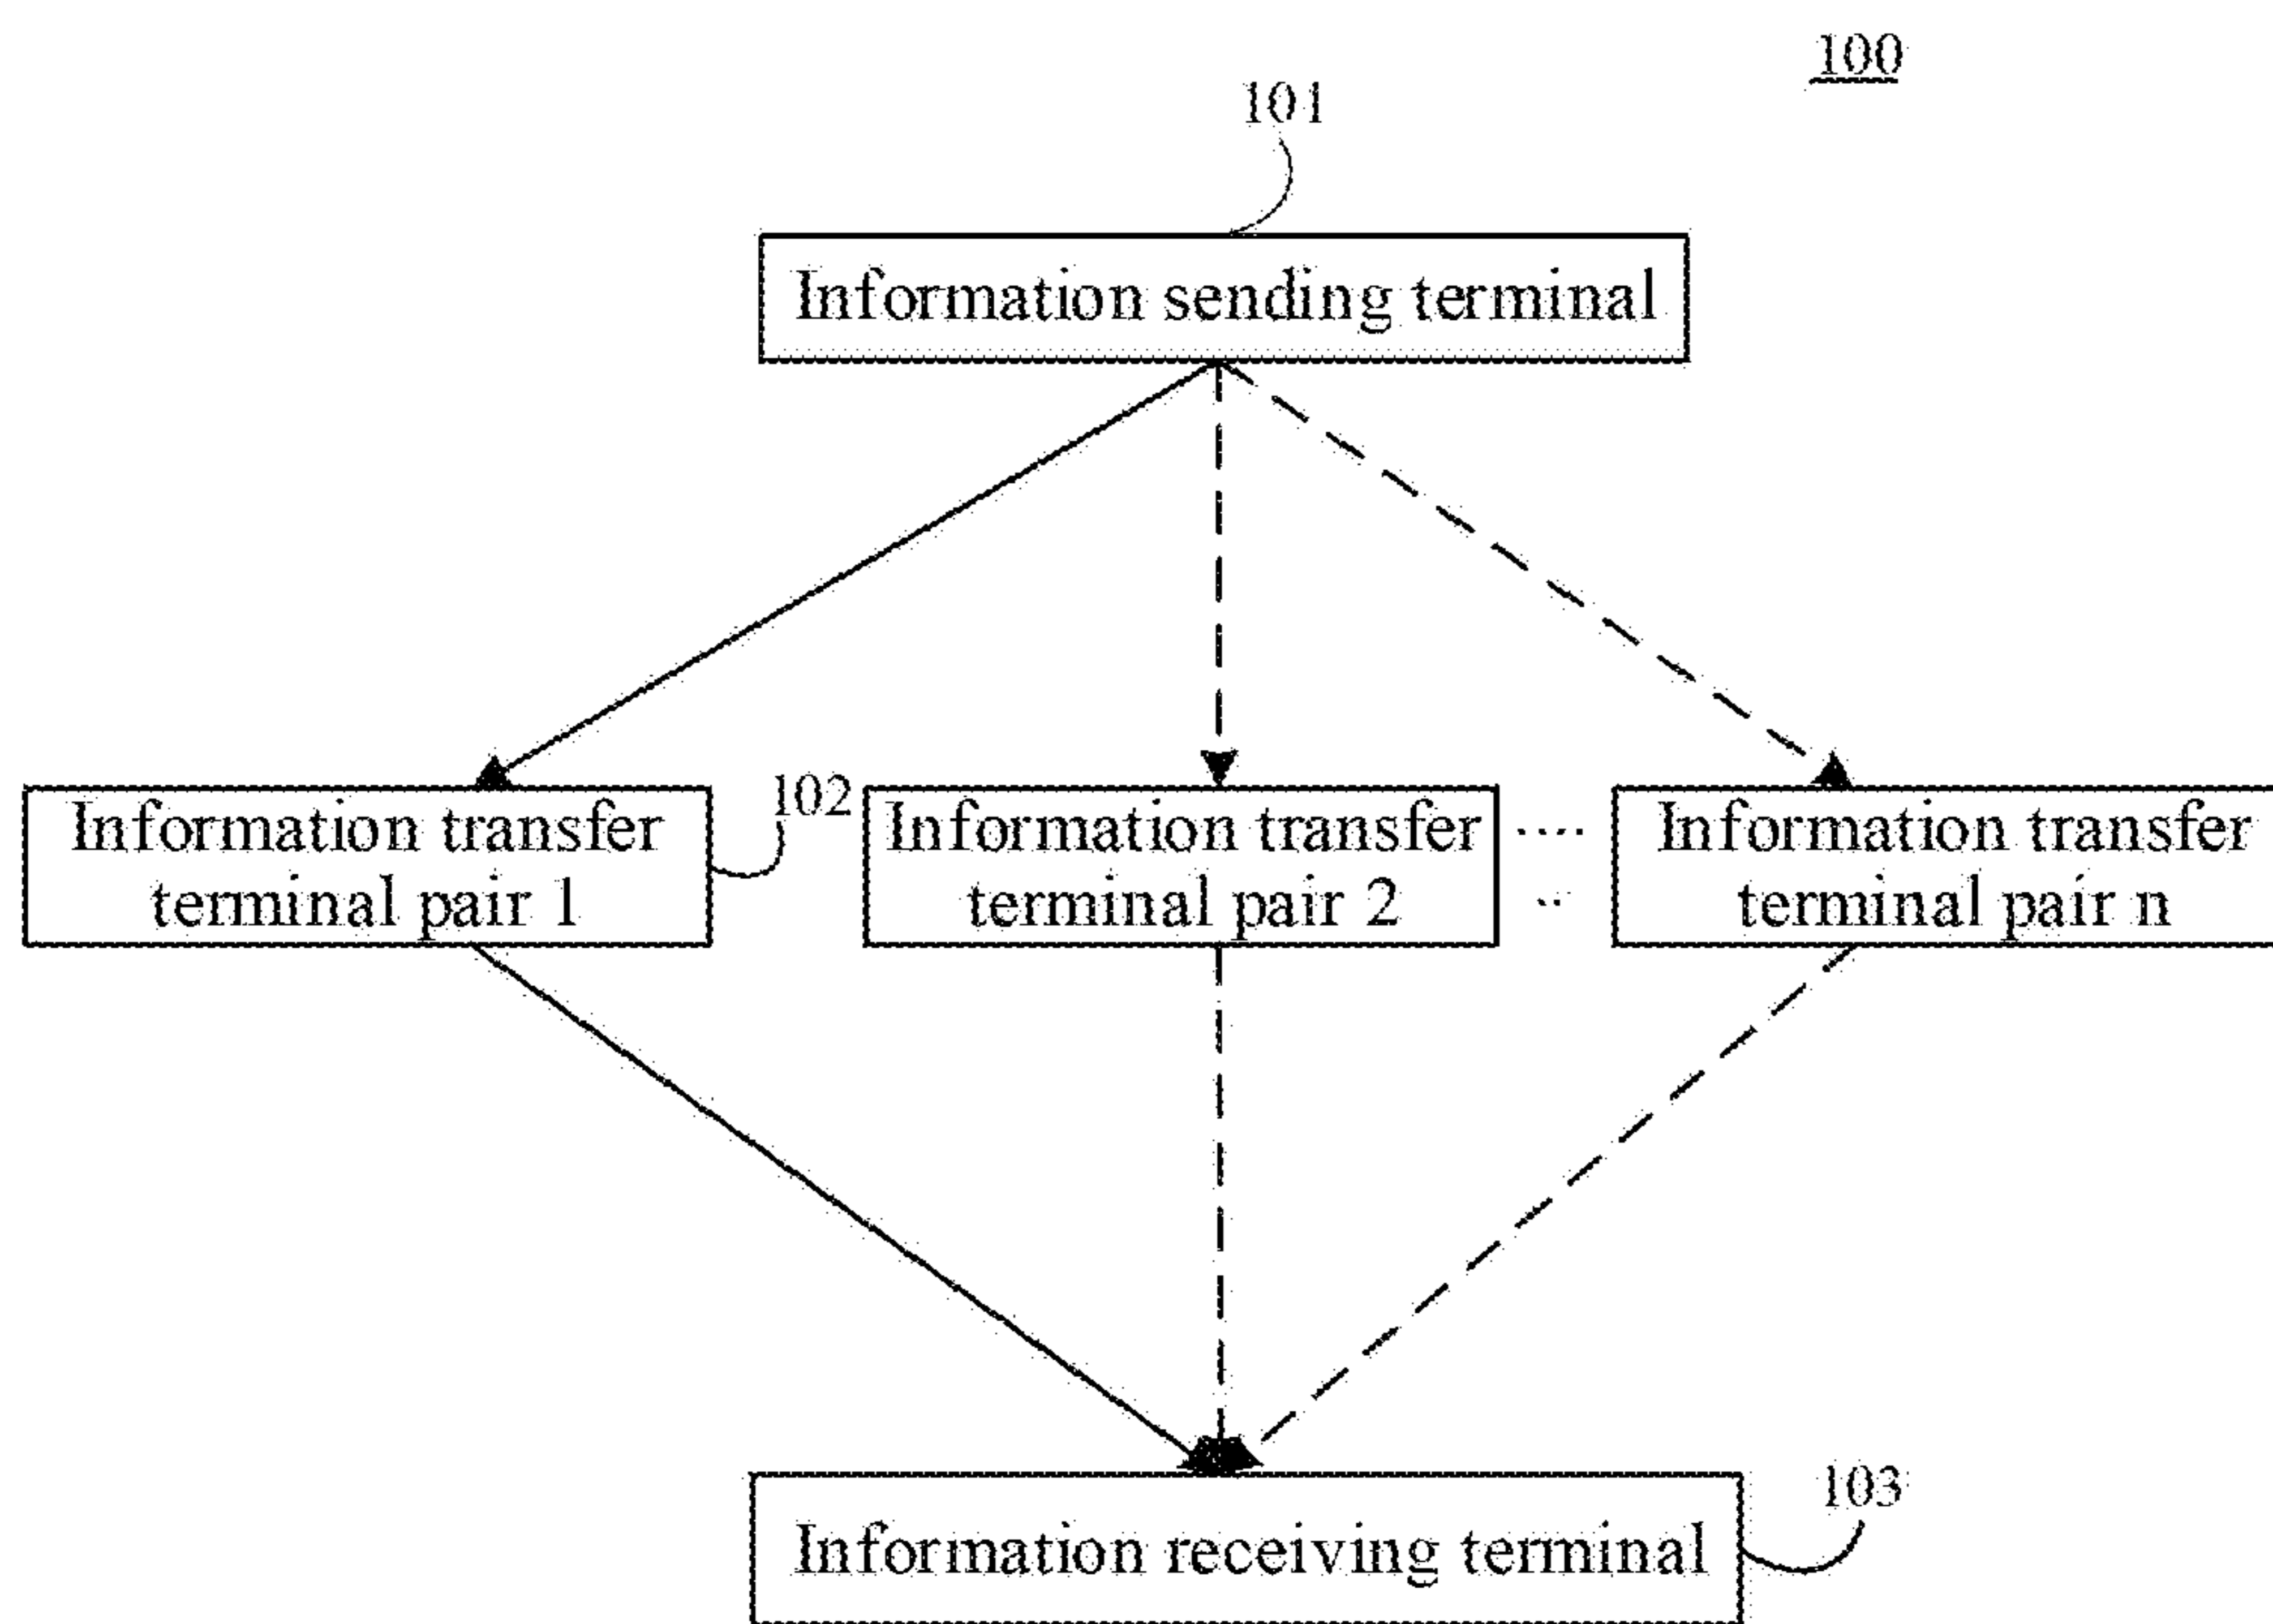 100
101
Information sending terminal
Information transfer
terminal pair 1
102
Information transfer
terminal pair 2
......
Information transfer
terminal pair n
103
Information receiving terminal